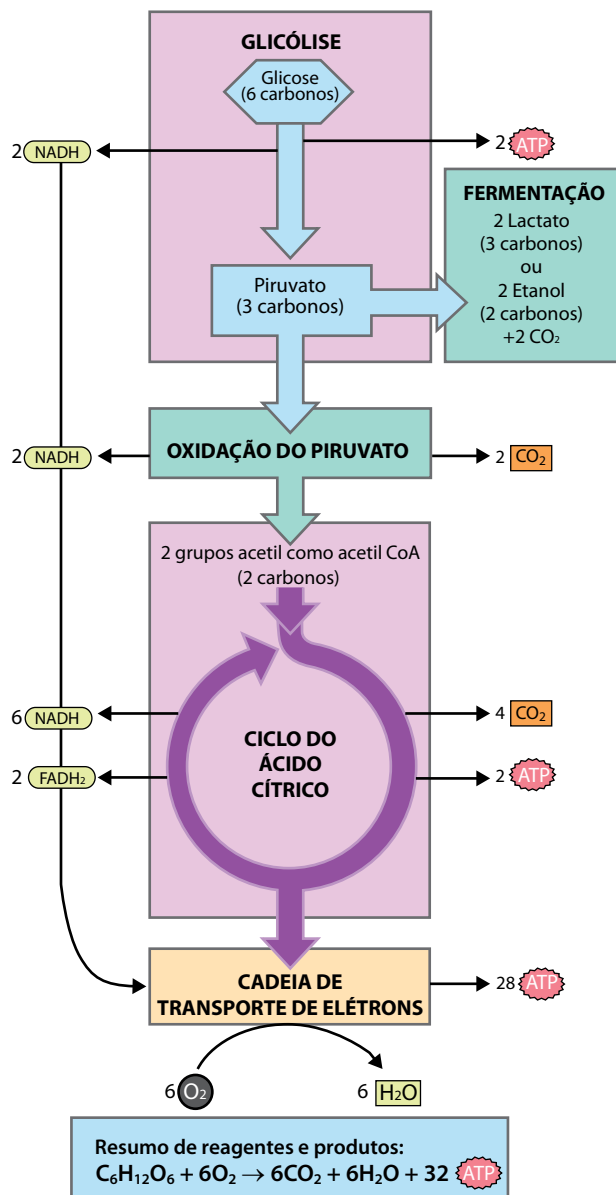 GLICÓLISE
Glicose
(6 carbonos)
2 NADH
2 ATP
FERMENTAÇÃO
2 Lactato
(3 carbonos)
ou
2 Etanol
(2 carbonos)
+2 CO₂
Piruvato
(3 carbonos)
2 NADH
OXIDAÇÃO DO PIRUVATO
2 CO₂
2 grupos acetil como acetil CoA
(2 carbonos)
6 NADH
4 CO₂
CICLO DO
ÁCIDO
CÍTRICO
2 FADH₂
2 ATP
CADEIA DE
TRANSPORTE DE ELÉTRONS
28 ATP
6 O₂
6 H₂O
Resumo de reagentes e produtos:
C₆H₁₂O₆ + 6O₂ → 6CO₂ + 6H₂O + 32 ATP